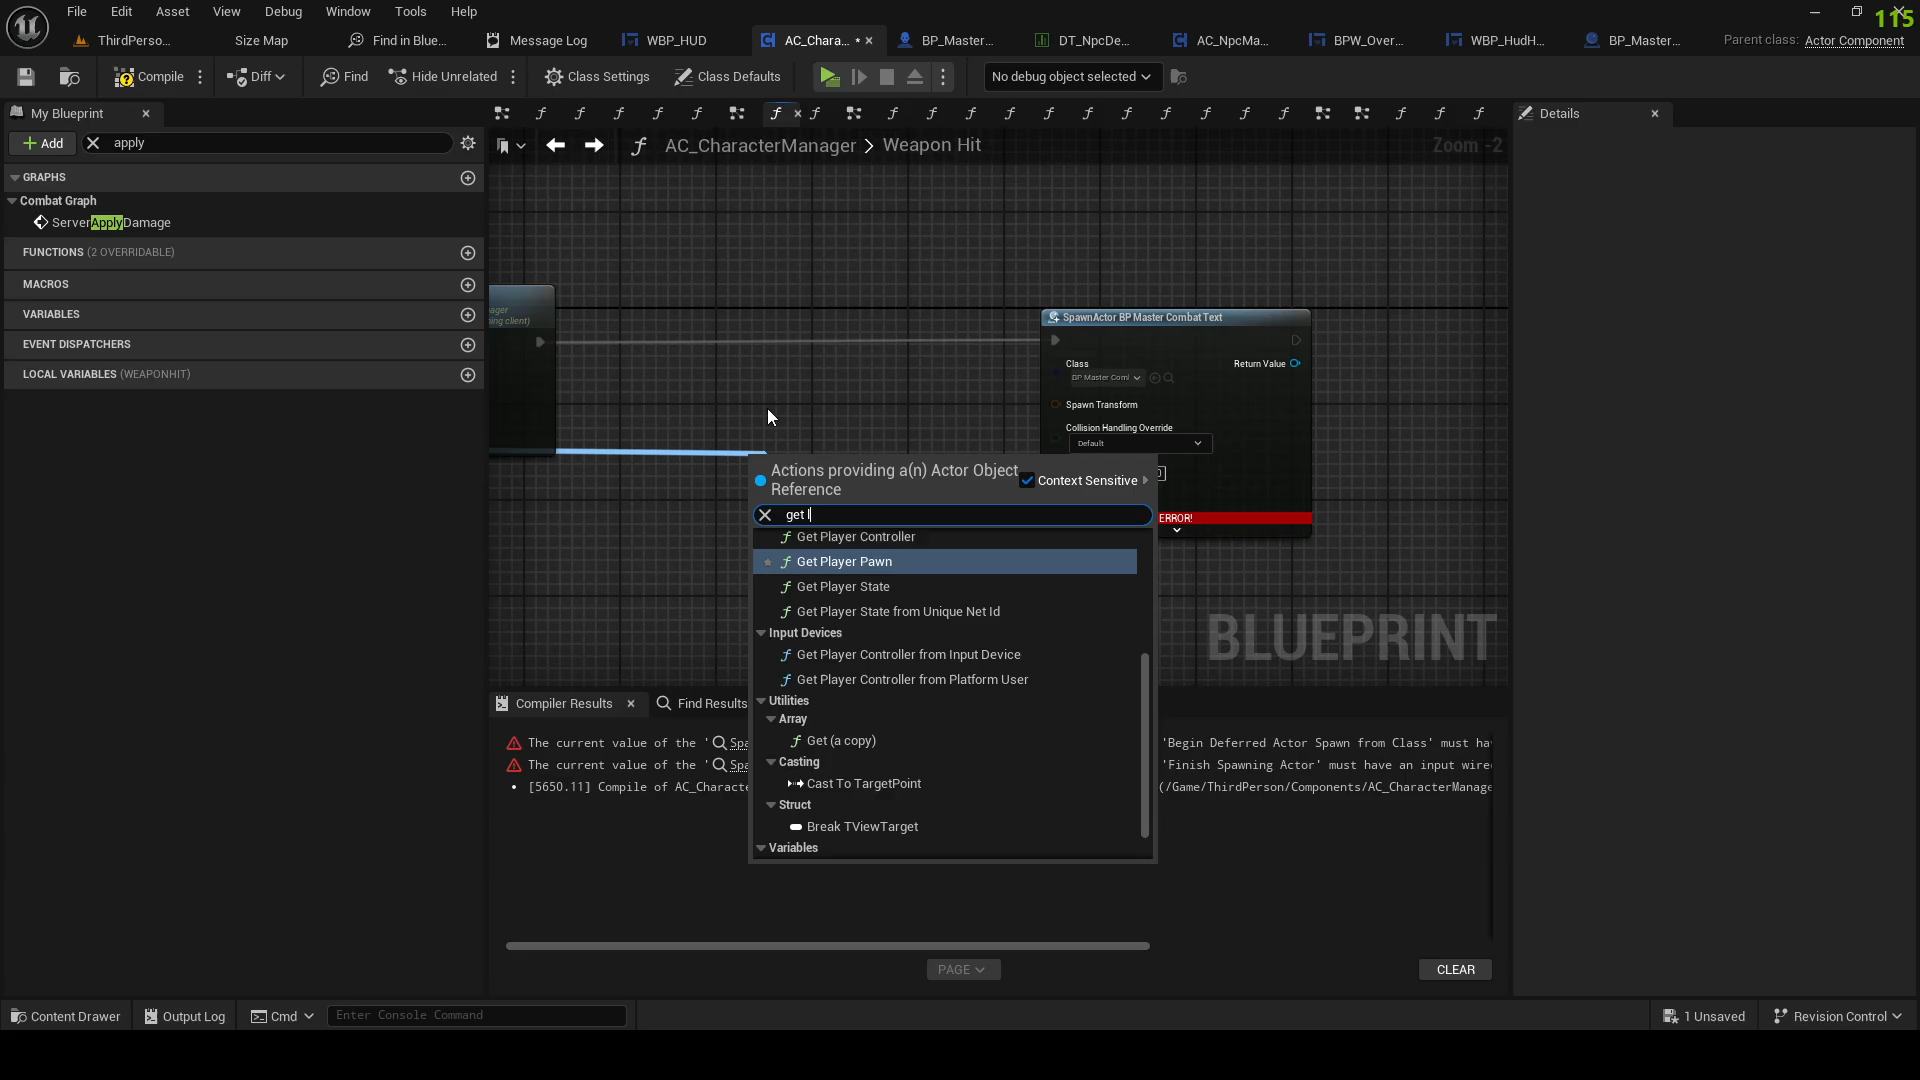 File Edit Asset View Debug Window Tools Help
115
ThirdPerso... Size Map Find in Blue... Message Log WBP_HUD AC_Chara... • BP_Master... DT_NpcDe... AC_NpcMa... BPW_Over... WBP_HudH... BP_Master... Parent class: Actor Component
Compile Diff Find Hide Unrelated Class Settings Class Defaults No debug object selected
My Blueprint
Details
Add apply
AC_CharacterManager > Weapon Hit Zoom -2
GRAPHS
Combat Graph
ServerApplyDamage
FUNCTIONS (2 OVERRIDABLE)
MACROS
VARIABLES
EVENT DISPATCHERS
LOCAL VARIABLES (WEAPONHIT)
ager
ing client)
SpawnActor BP Master Combat Text
Class Return Value
BP Master Coml
Spawn Transform
Collision Handling Override
Default
ERROR!
Actions providing a(n) Actor Object Reference
Context Sensitive
get l
Get Player Controller
Get Player Pawn
Get Player State
Get Player State from Unique Net Id
Input Devices
Get Player Controller from Input Device
Get Player Controller from Platform User
Utilities
Array
Get (a copy)
Casting
Cast To TargetPoint
Struct
Break TViewTarget
Variables
BLUEPRINT
Compiler Results Find Results
The current value of the ' Spa 'Begin Deferred Actor Spawn from Class' must ha
The current value of the ' Spa 'Finish Spawning Actor' must have an input wire
• [5650.11] Compile of AC_Characte (/Game/ThirdPerson/Components/AC_CharacterManage
PAGE CLEAR
Content Drawer Output Log Cmd Enter Console Command 1 Unsaved Revision Control